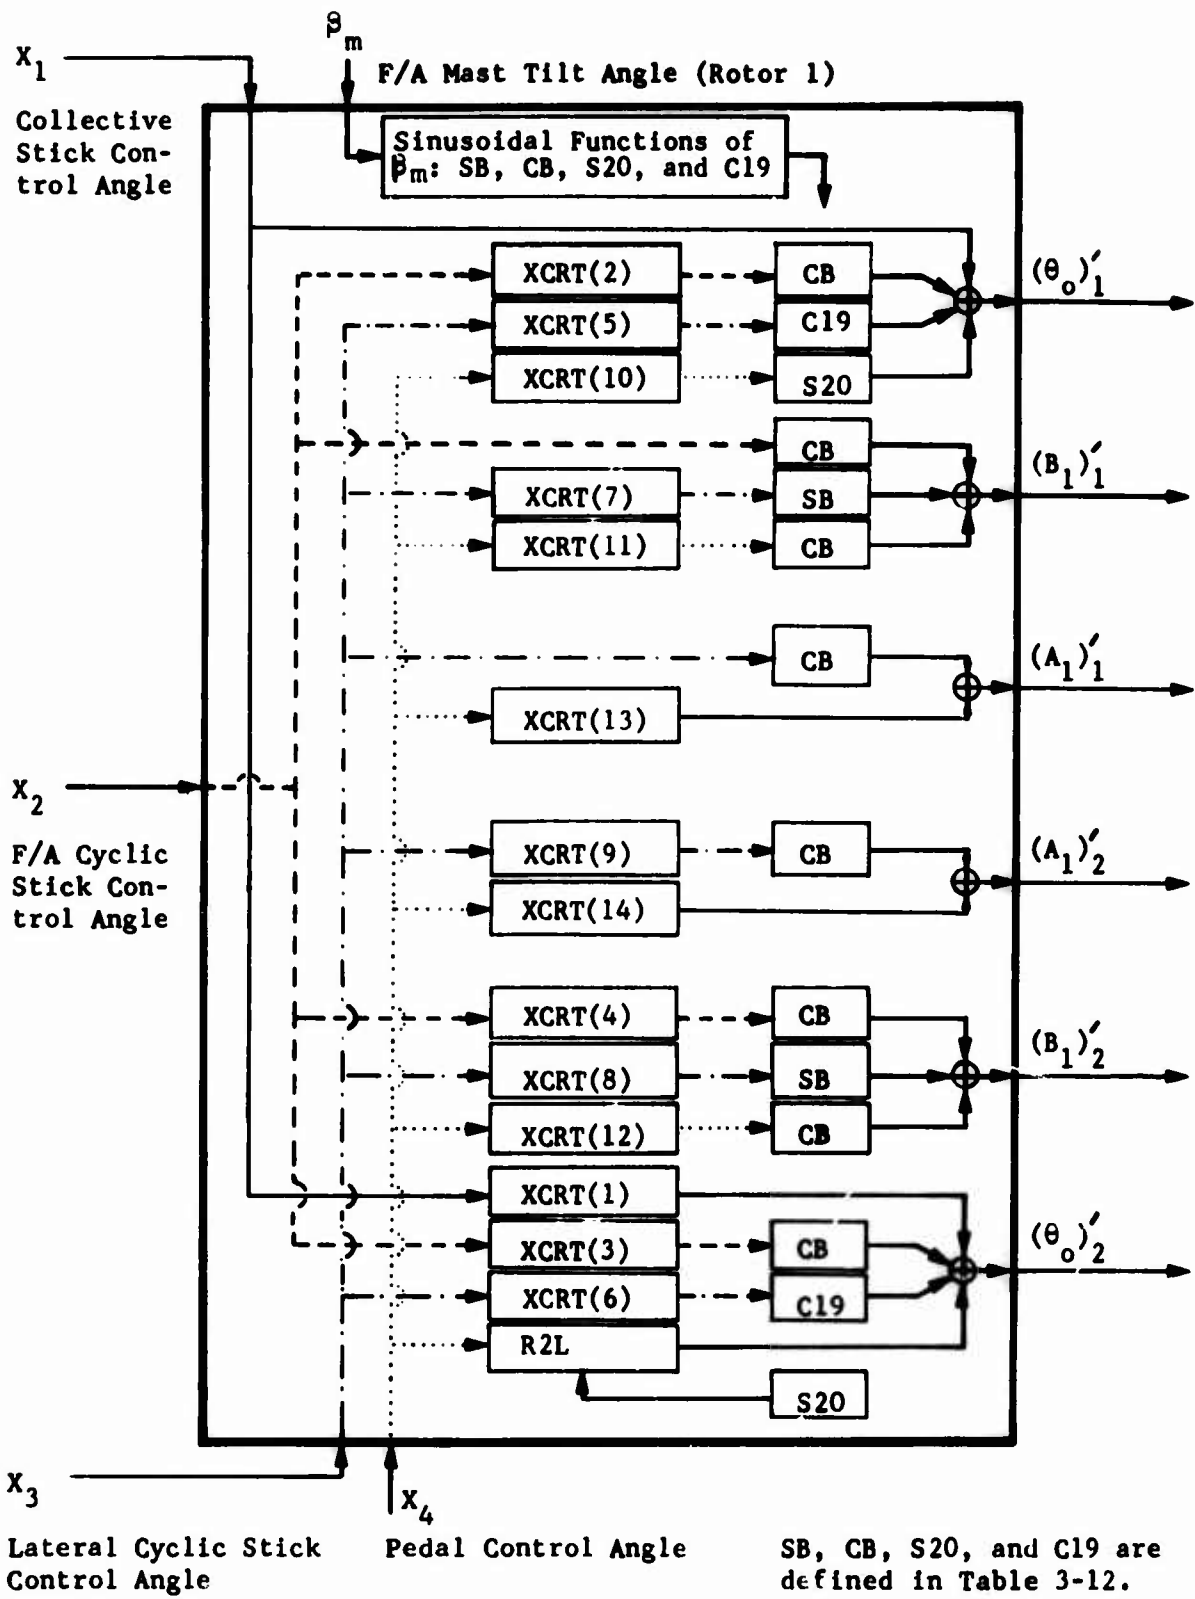 βm
X1
F/A Mast Tilt Angle (Rotor 1)
Collective
Stick Con-
trol Angle
Sinusoidal Functions of
βm: SB, CB, S20, and C19
XCRT(2)
CB
(θo)′1
XCRT(5)
C19
XCRT(10)
S20
CB
(B1)′1
XCRT(7)
SB
XCRT(11)
CB
CB
(A1)′1
XCRT(13)
X2
F/A Cyclic
Stick Con-
trol Angle
XCRT(9)
CB
(A1)′2
XCRT(14)
XCRT(4)
CB
(B1)′2
XCRT(8)
SB
XCRT(12)
CB
XCRT(1)
XCRT(3)
CB
(θo)′2
XCRT(6)
C19
R2L
S20
X3
X4
Lateral Cyclic Stick
Control Angle
Pedal Control Angle
SB, CB, S20, and C19 are
defined in Table 3-12.